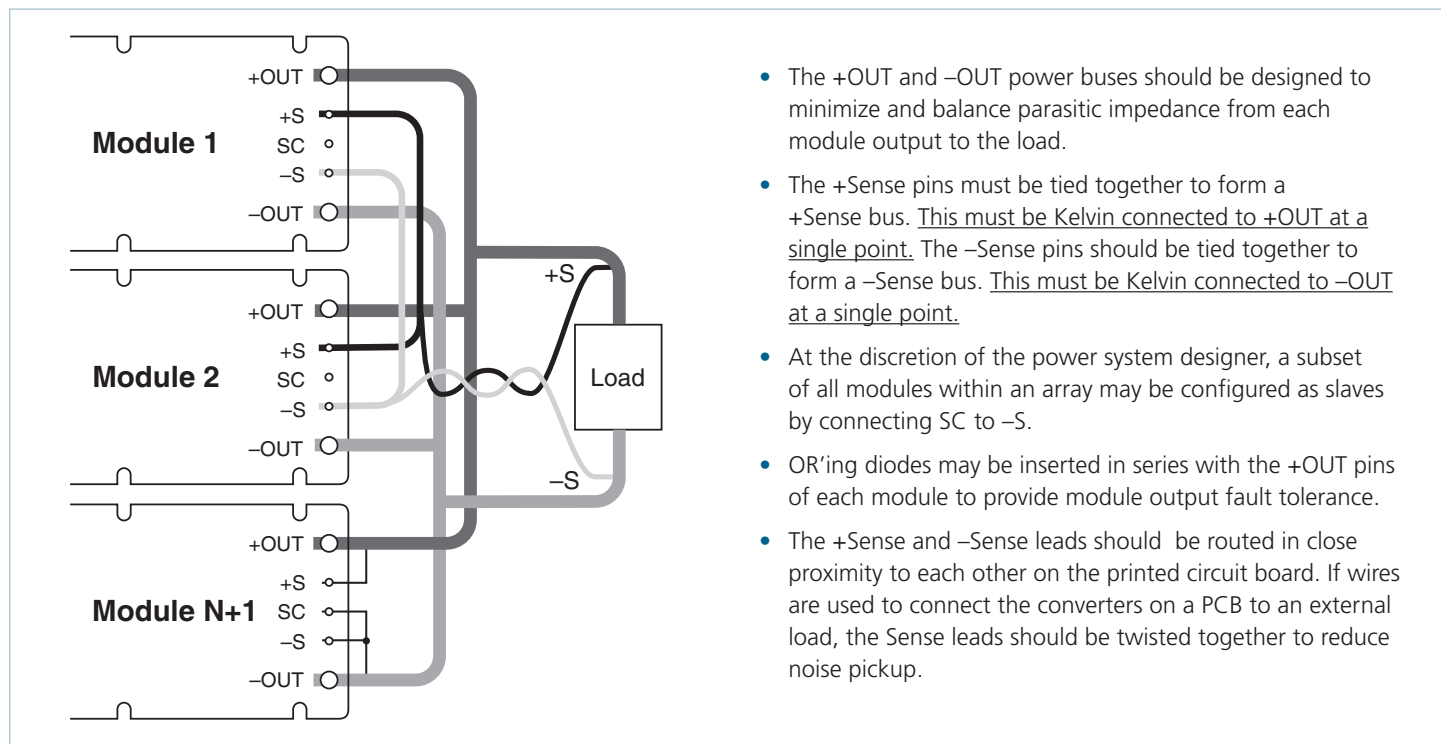 +OUT
+S
Module 1
SC
–S
–OUT
+OUT
+S
Module 2
SC
–S
–OUT
+OUT
+S
Module N+1
SC
–S
–OUT
+S
Load
–S
• The +OUT and –OUT power buses should be designed to
minimize and balance parasitic impedance from each
module output to the load.
• The +Sense pins must be tied together to form a
+Sense bus. This must be Kelvin connected to +OUT at a
single point. The –Sense pins should be tied together to
form a –Sense bus. This must be Kelvin connected to –OUT
at a single point.
• At the discretion of the power system designer, a subset
of all modules within an array may be configured as slaves
by connecting SC to –S.
• OR’ing diodes may be inserted in series with the +OUT pins
of each module to provide module output fault tolerance.
• The +Sense and –Sense leads should  be routed in close
proximity to each other on the printed circuit board. If wires
are used to connect the converters on a PCB to an external
load, the Sense leads should be twisted together to reduce
noise pickup.